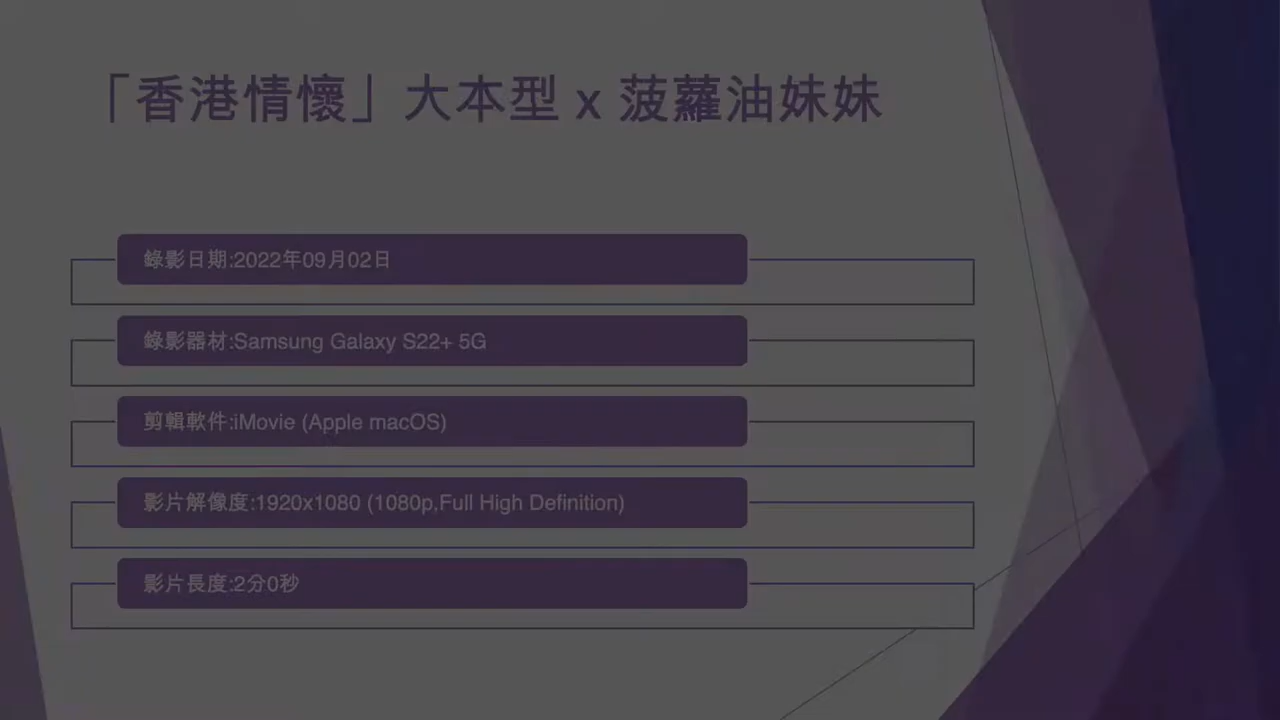 「香港情懷」大本型 x 菠蘿油妹妹
錄影日期:2022年09月02日
錄影器材:Samsung Galaxy S22+ 5G
剪輯軟件:iMovie (Apple macOS)
影片解像度:1920x1080 (1080p,Full High Definition)
影片長度:2分0秒